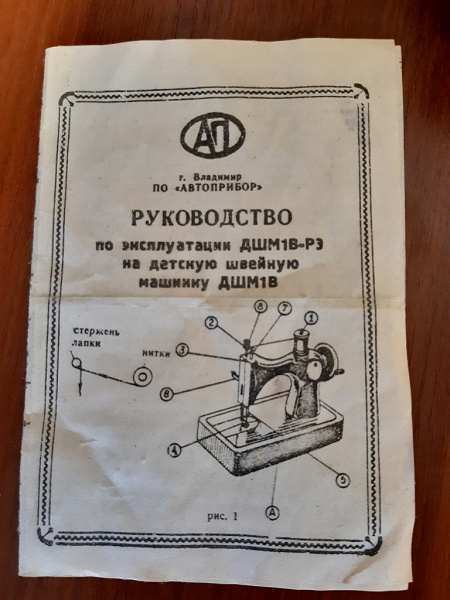 АП
г. Владимир
ПО «АВТОПРИБОР»
РУКОВОДСТВО
по эксплуатации ДШМ1В-РЭ
на детскую швейную
машинку ДШМ1В
8 7
2 1
стержень
лапки
нитки
3
6
4
5
А
рис. 1